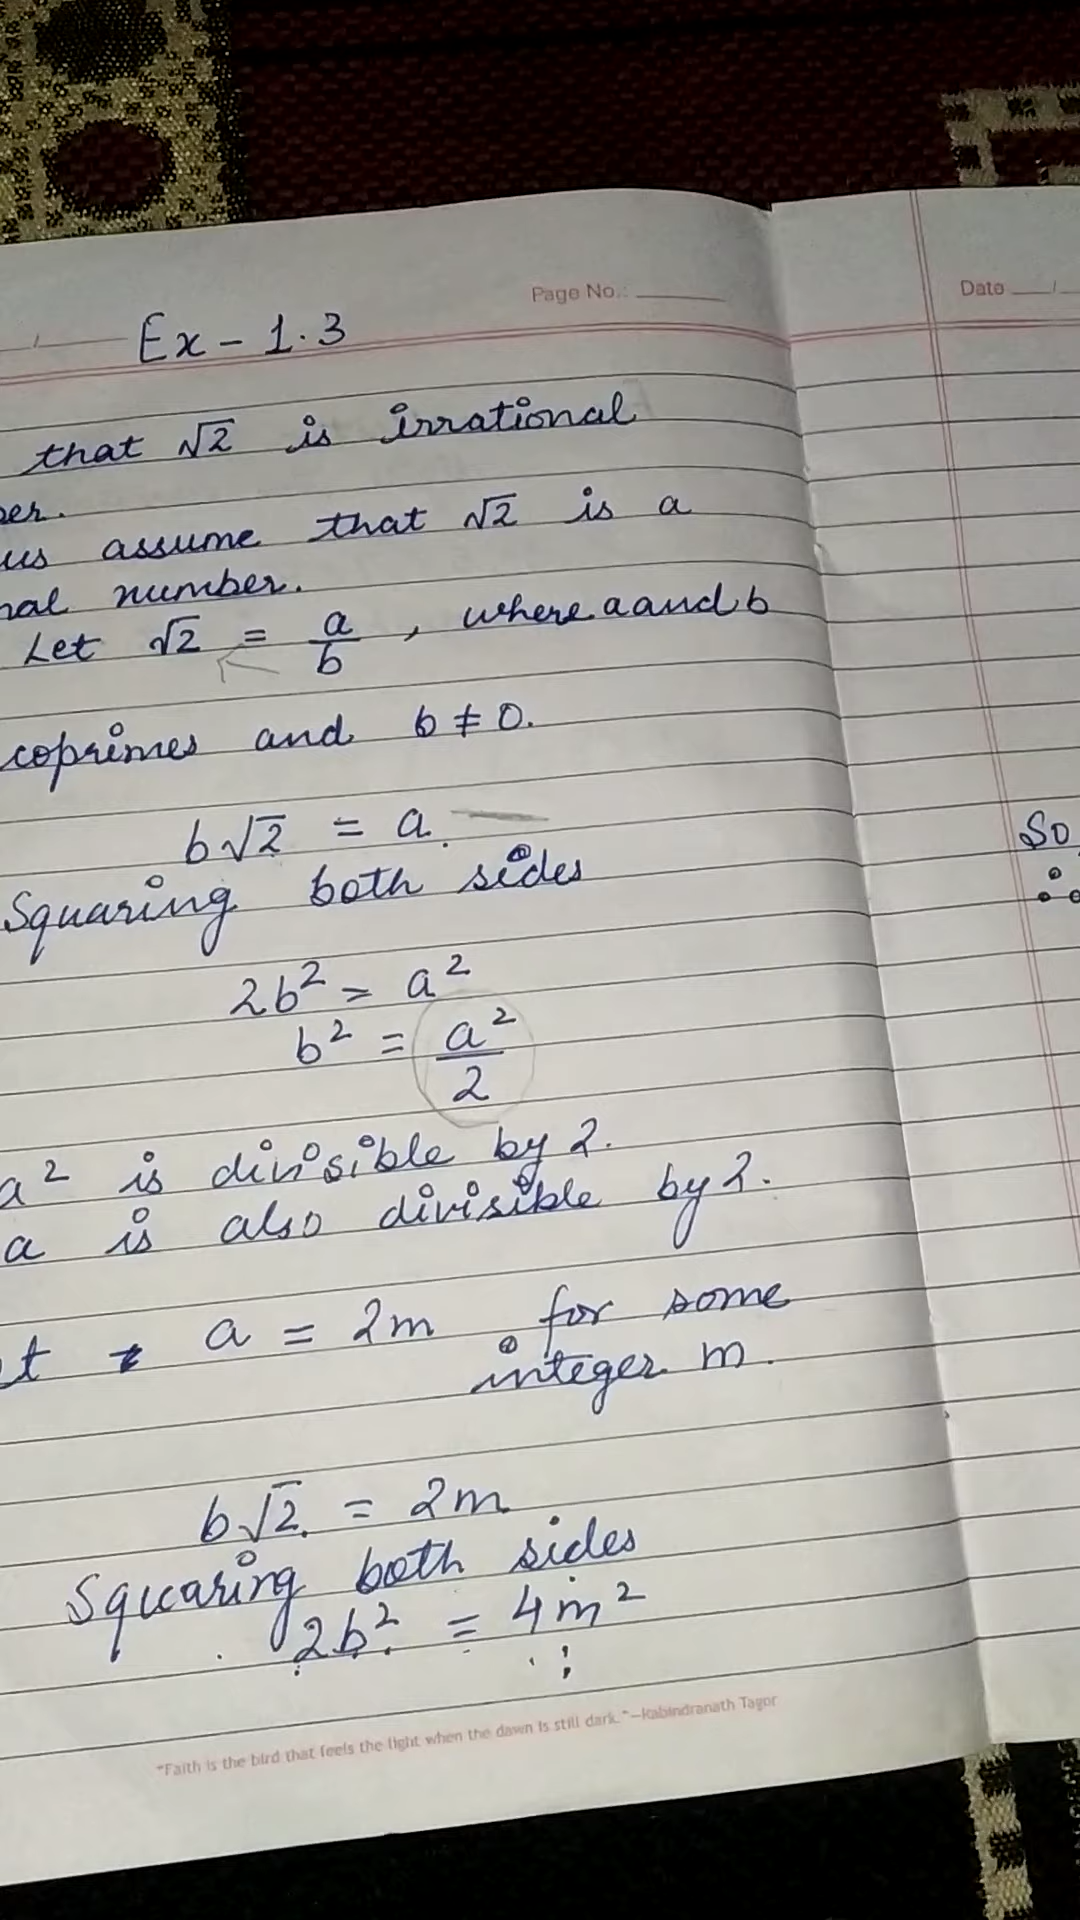 Page No.:
Date
Ex - 1.3
that √2 is irrational
us assume that √2 is a
number.
Let √2 = a/b, where a and b
coprimes and b ≠ 0.
b√2 = a
Squaring both sides
2b² = a²
b² = a²/2
a² is divisible by 2.
a is also divisible by 2.
a = 2m for some
integer m.
b√2 = 2m
Squaring both sides
2b² = 4m²
"Faith is the bird that feels the light when the dawn is still dark."—Rabindranath Tagor
So
∴